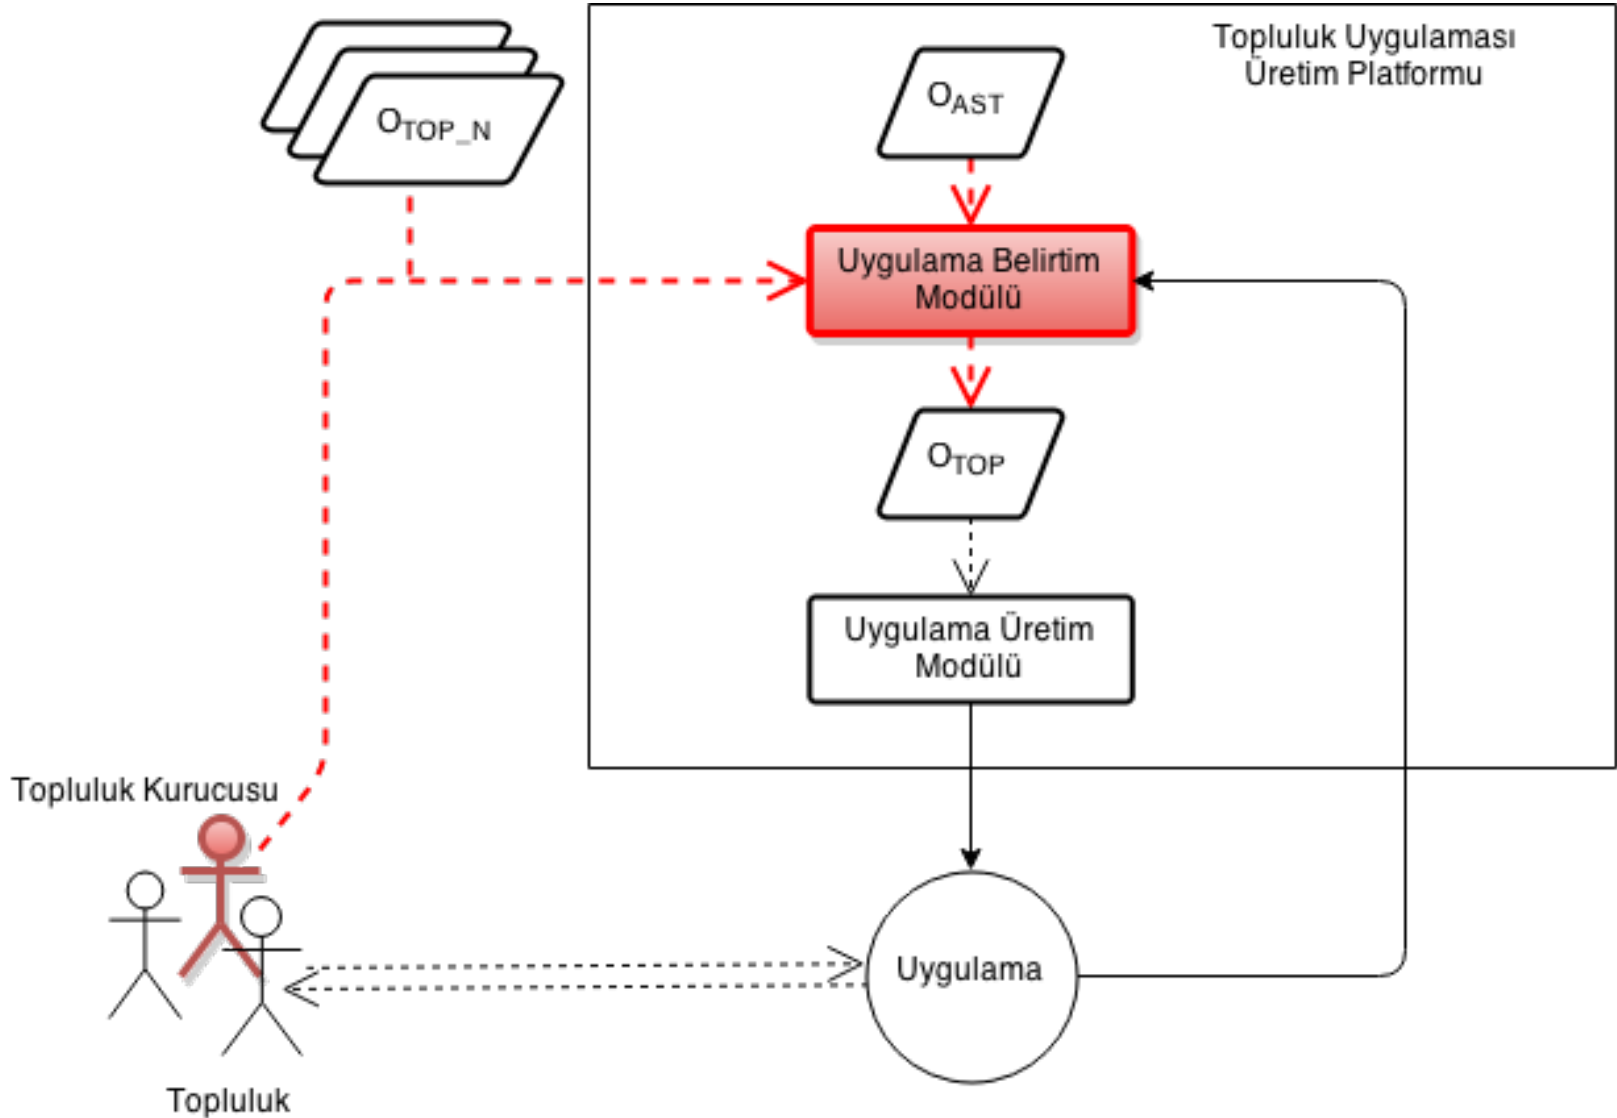 Topluluk Uygulaması
Üretim Platformu
O_TOP_N
O_AST
Uygulama Belirtim
Modülü
O_TOP
Uygulama Üretim
Modülü
Topluluk Kurucusu
Uygulama
Topluluk